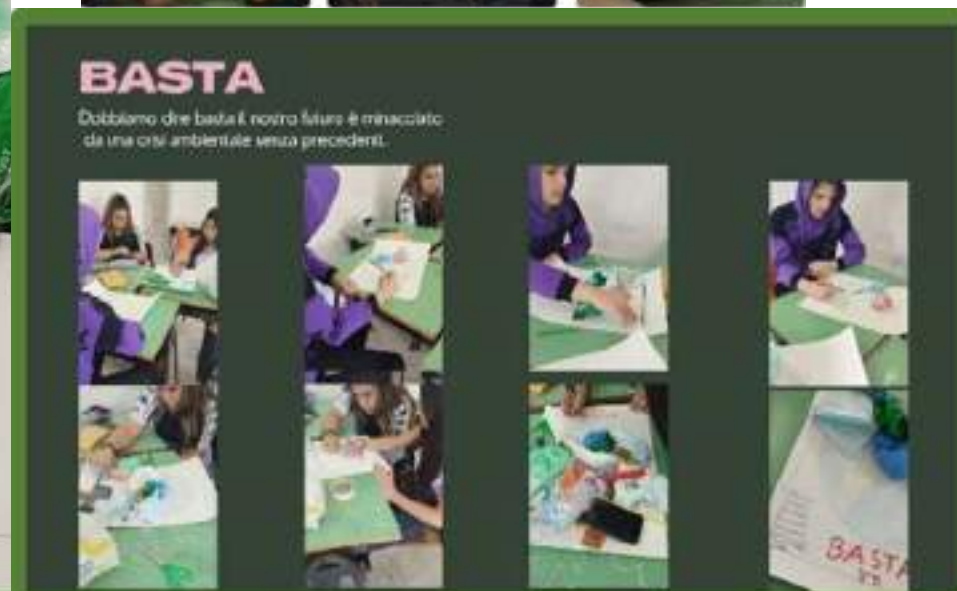 BASTA
Dobbiamo dire basta il nostro futuro è minacciato
da una crisi ambientale senza precedenti.
BASTA